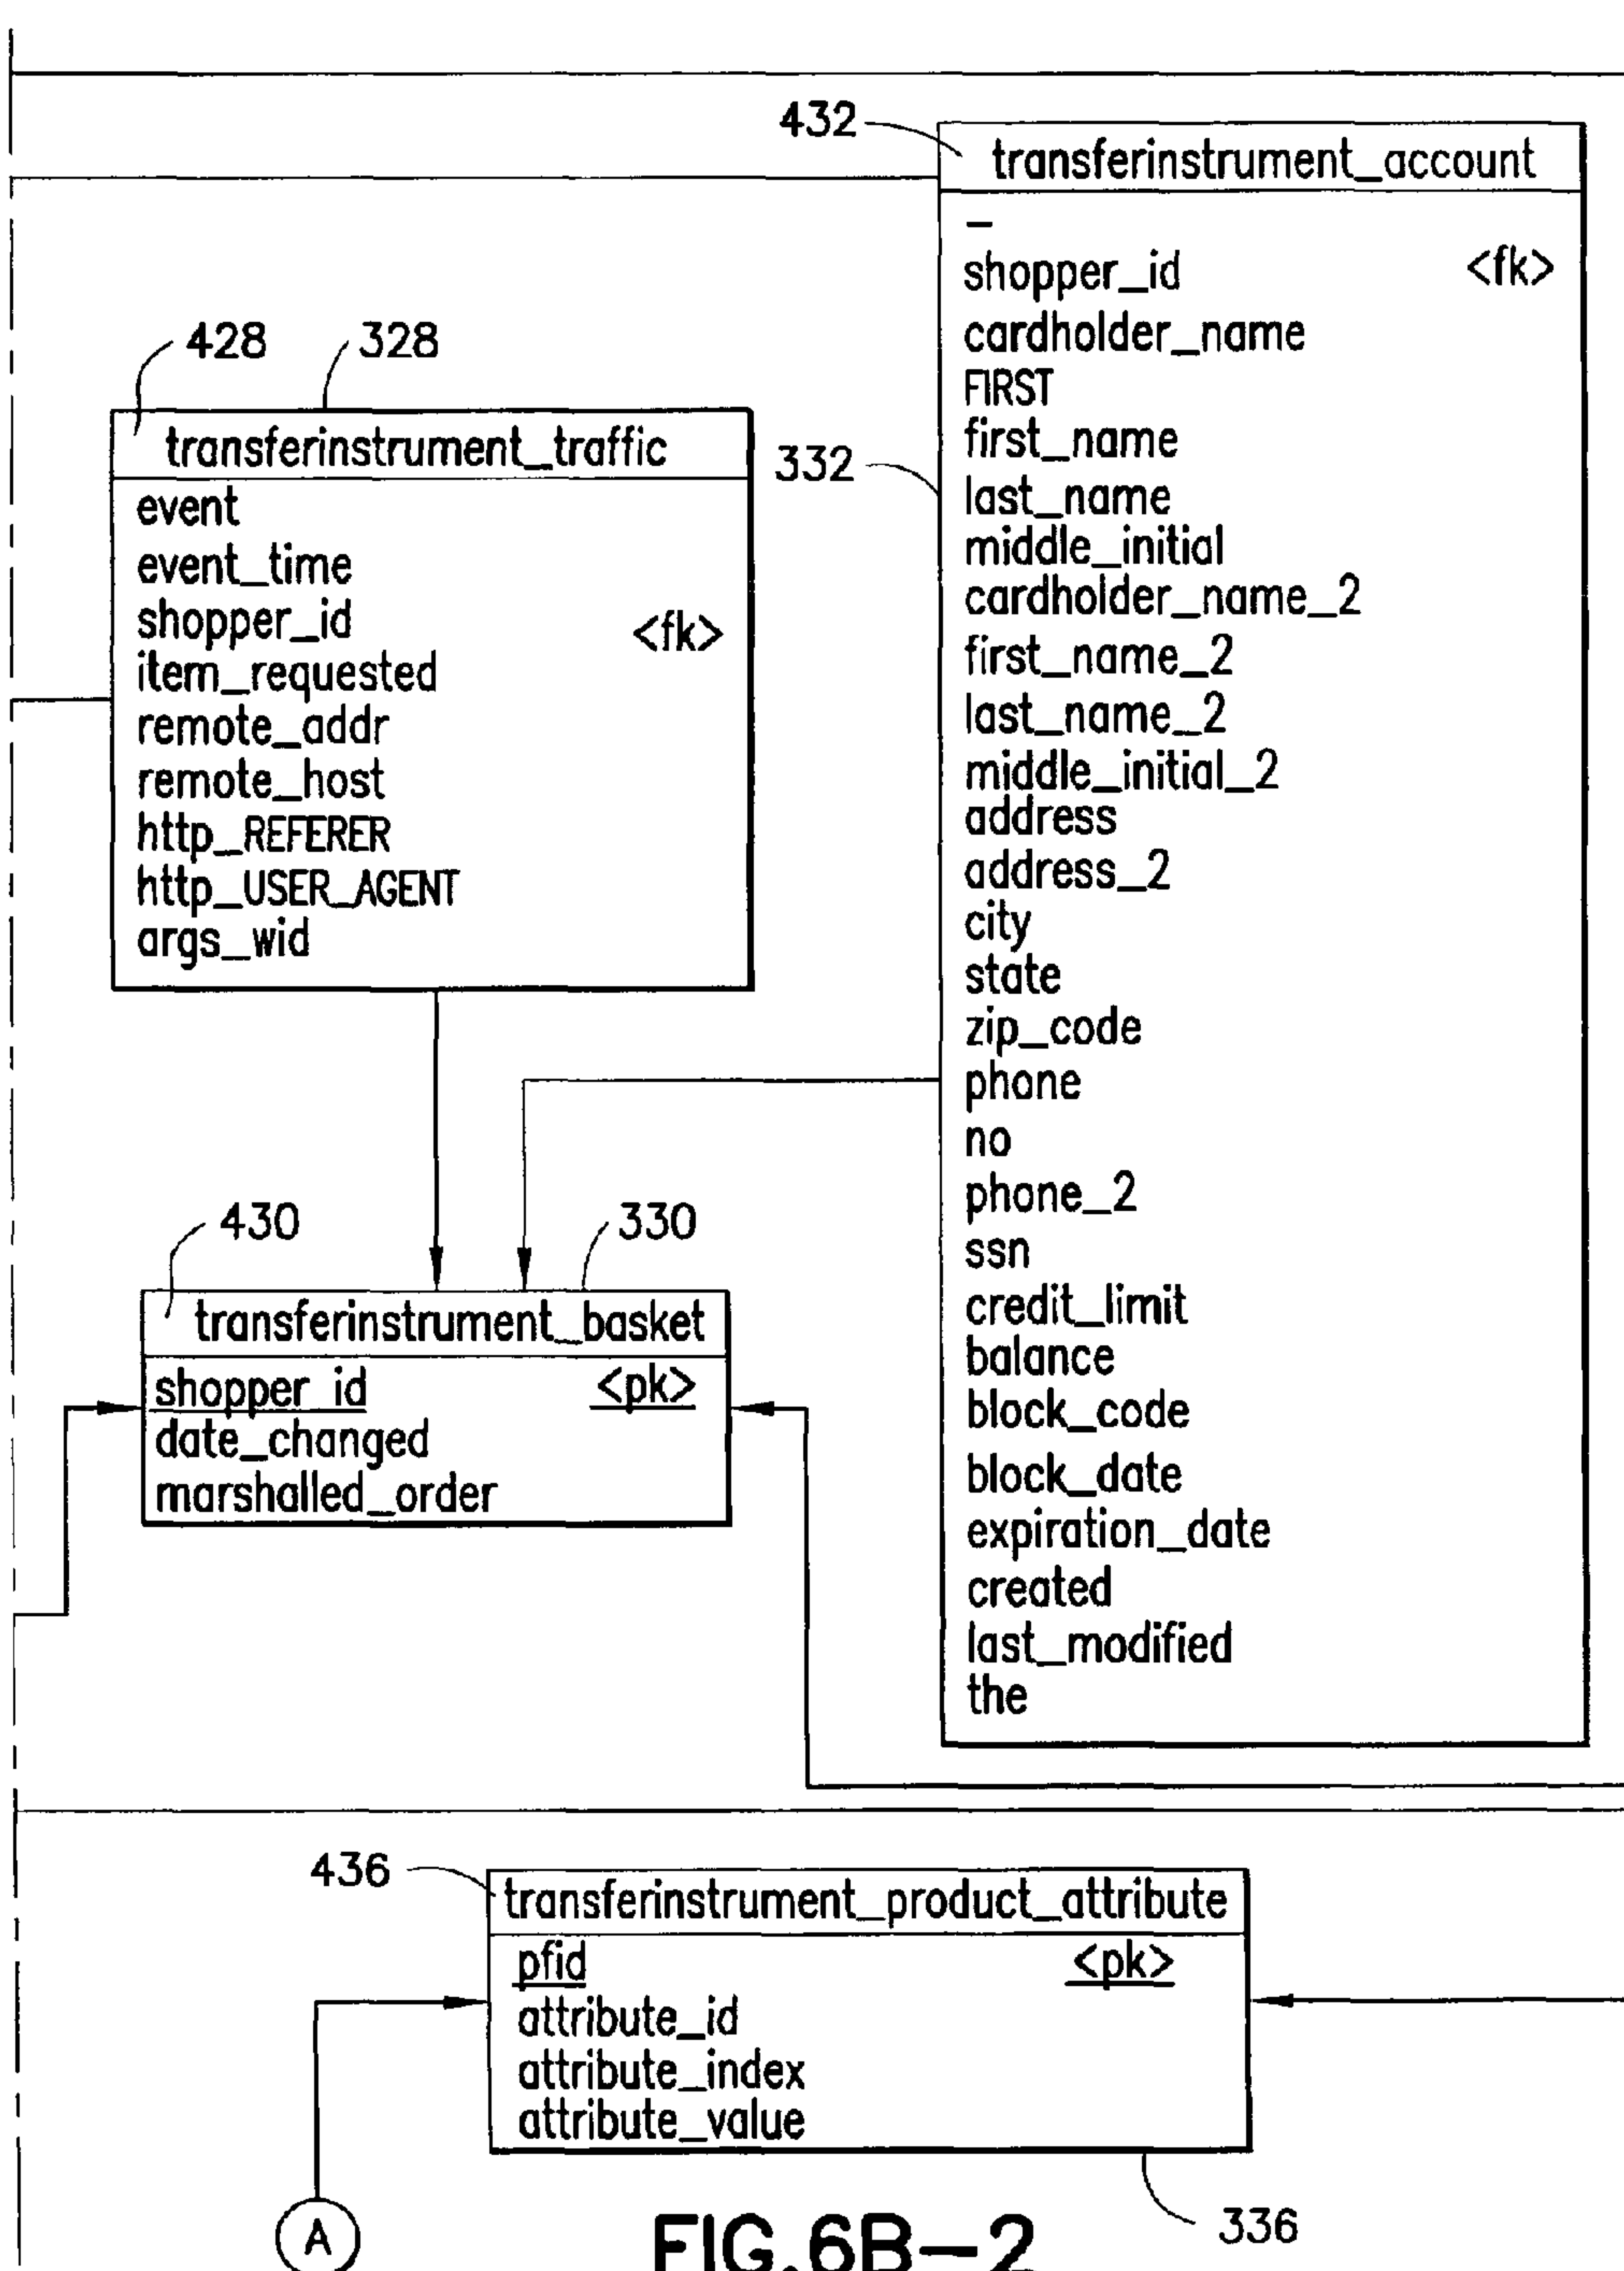 432
transferinstrument_account
_
shopper_id <fk>
cardholder_name
FIRST
first_name
332
last_name
middle_initial
cardholder_name_2
first_name_2
last_name_2
middle_initial_2
address
address_2
city
state
zip_code
phone
no
phone_2
ssn
credit_limit
balance
block_code
block_date
expiration_date
created
last_modified
the
428
328
transferinstrument_traffic
event
event_time
shopper_id <fk>
item_requested
remote_addr
remote_host
http_REFERER
http_USER_AGENT
args_wid
430
330
transferinstrument_basket
shopper_id <pk>
date_changed
marshalled_order
436
transferinstrument_product_attribute
pfid <pk>
attribute_id
attribute_index
attribute_value
336
A
FIG.6B-2